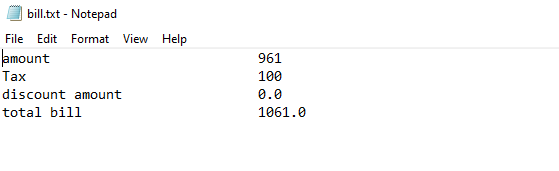 bill.txt - Notepad
File Edit Format View Help
amount 961
Tax 100
discount amount 0.0
total bill 1061.0